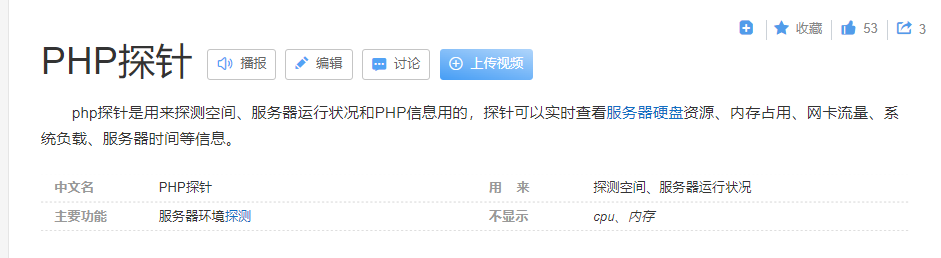 收藏 53 3
PHP探针 播报 编辑 讨论 上传视频
php探针是用来探测空间、服务器运行状况和PHP信息用的，探针可以实时查看服务器硬盘资源、内存占用、网卡流量、系
统负载、服务器时间等信息。
中文名 PHP探针 用 来 探测空间、服务器运行状况
主要功能 服务器环境探测 不显示 cpu、内存